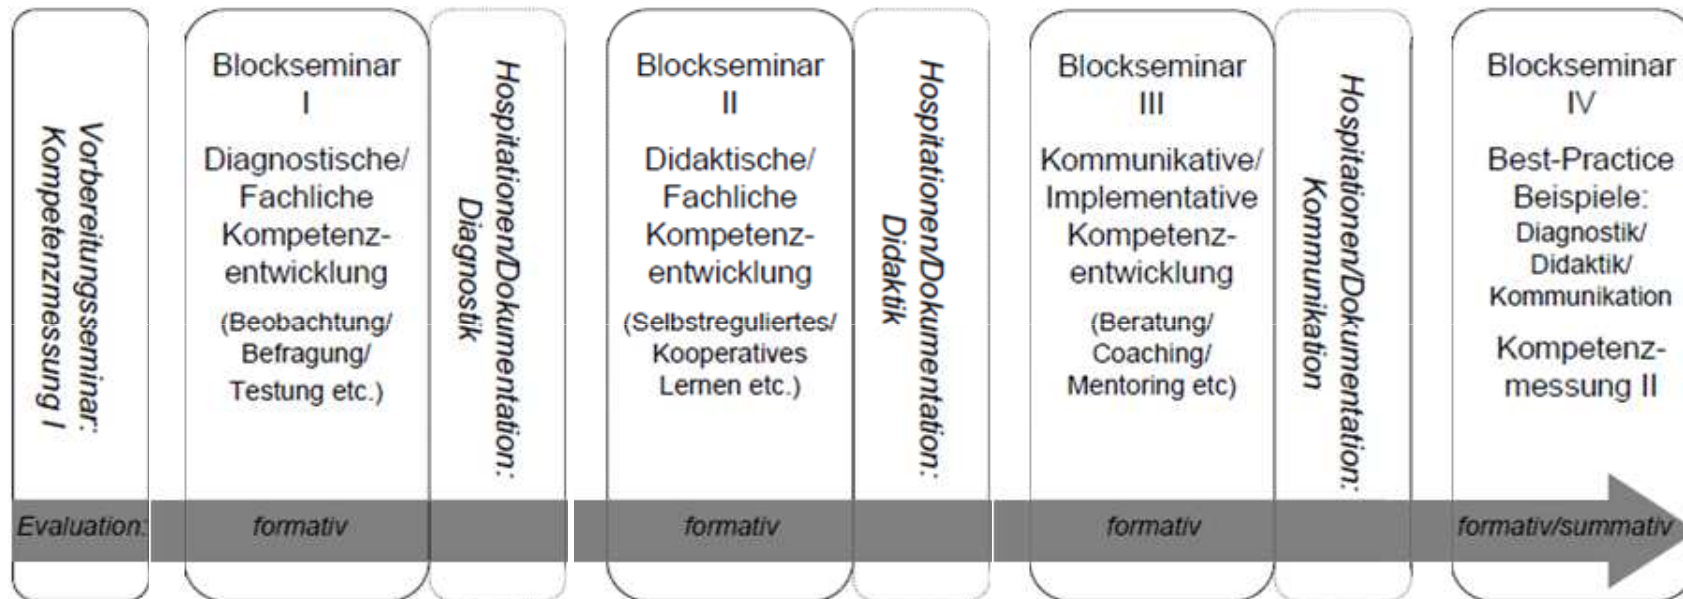 Vorbereitungsseminar:
Kompetenzmessung I
Blockseminar
I
Diagnostische/
Fachliche
Kompetenz-
entwicklung
(Beobachtung/
Befragung/
Testung etc.)
Hospitationen/Dokumentation:
Diagnostik
Blockseminar
II
Didaktische/
Fachliche
Kompetenz-
entwicklung
(Selbstreguliertes/
Kooperatives
Lernen etc.)
Hospitationen/Dokumentation:
Didaktik
Blockseminar
III
Kommunikative/
Implementative
Kompetenz-
entwicklung
(Beratung/
Coaching/
Mentoring etc)
Hospitationen/Dokumentation:
Kommunikation
Blockseminar
IV
Best-Practice
Beispiele:
Diagnostik/
Didaktik/
Kommunikation
Kompetenz-
messung II
Evaluation:
formativ
formativ
formativ
formativ/summativ